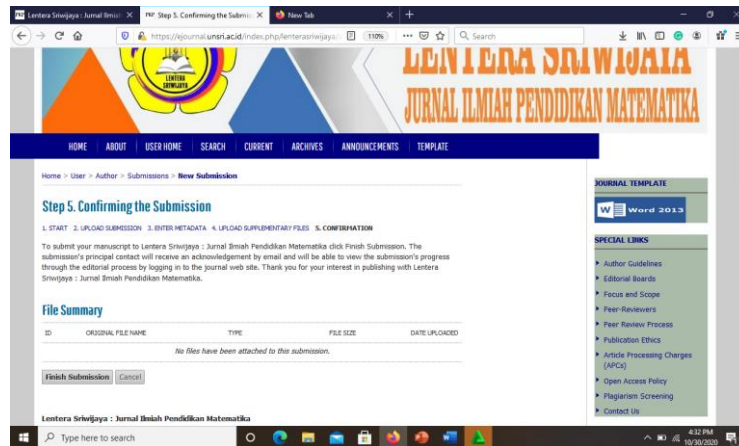 Lentera Sriwijaya : Jurnal Ilmiah
Step 5. Confirming the Submis
New Tab
https://ejournal.unsri.ac.id/index.php/lenterasriwijaya/
110%
Search
LENTERA
SRIWIJAYA
LENTERA SRIWIJAYA
JURNAL ILMIAH PENDIDIKAN MATEMATIKA
HOME ABOUT USER HOME SEARCH CURRENT ARCHIVES ANNOUNCEMENTS TEMPLATE
Home > User > Author > Submissions > New Submission
Step 5. Confirming the Submission
1. START 2. UPLOAD SUBMISSION 3. ENTER METADATA 4. UPLOAD SUPPLEMENTARY FILES 5. CONFIRMATION
To submit your manuscript to Lentera Sriwijaya : Jurnal Ilmiah Pendidikan Matematika click Finish Submission. The
submission's principal contact will receive an acknowledgement by email and will be able to view the submission's progress
through the editorial process by logging in to the journal web site. Thank you for your interest in publishing with Lentera
Sriwijaya : Jurnal Ilmiah Pendidikan Matematika.
File Summary
ID ORIGINAL FILE NAME TYPE FILE SIZE DATE UPLOADED
No files have been attached to this submission.
Finish Submission Cancel
Lentera Sriwijaya : Jurnal Ilmiah Pendidikan Matematika
JOURNAL TEMPLATE
W Word 2013
SPECIAL LINKS
Author Guidelines
Editorial Boards
Focus and Scope
Peer-Reviewers
Peer Review Process
Publication Ethics
Article Processing Charges
(APCs)
Open Access Policy
Plagiarism Screening
Contact Us
Type here to search
4:32 PM
10/30/2020